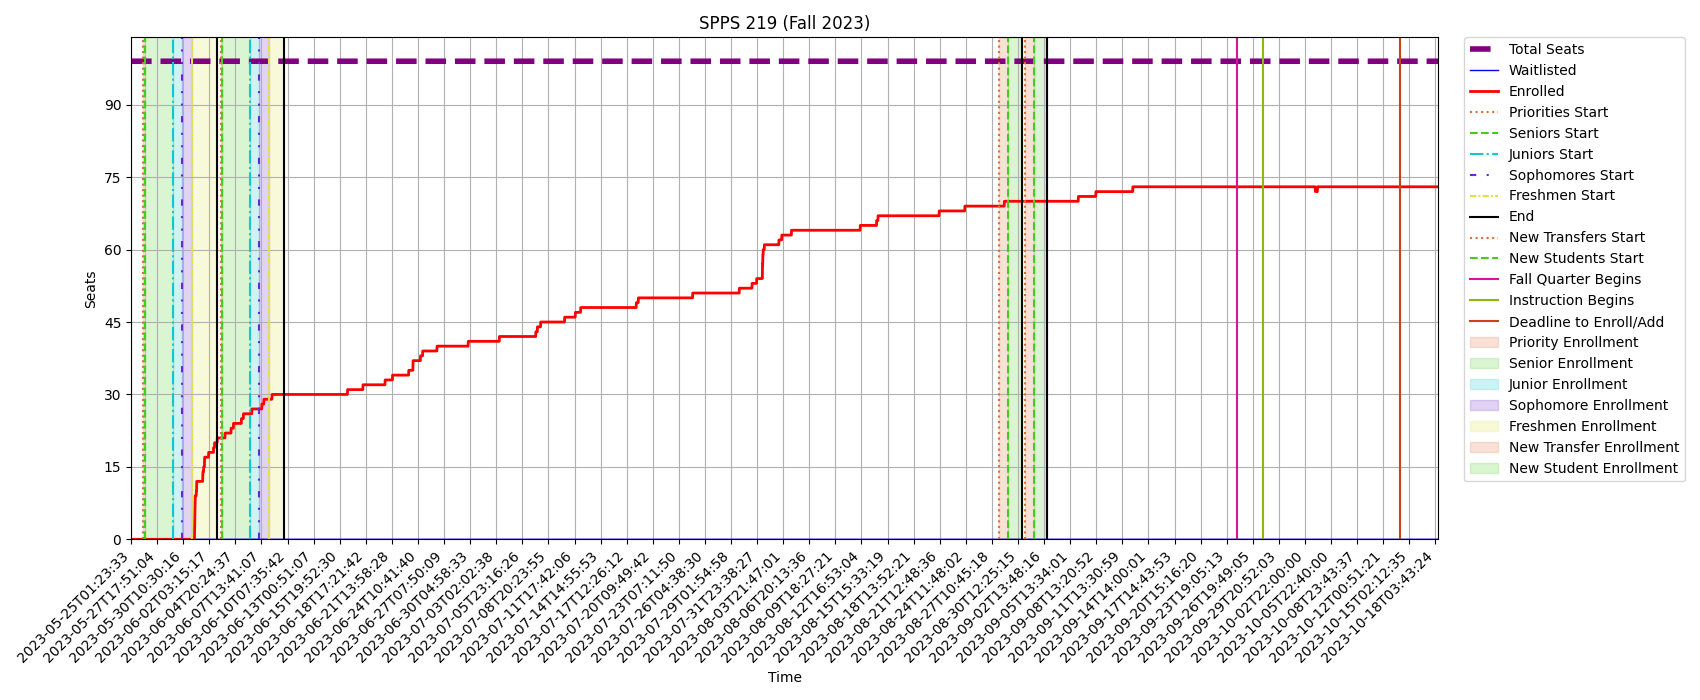 SPPS 219 (Fall 2023)
Seats
90
75
60
45
30
15
0
2023-05-25T01:23:33
2023-05-27T17:51:04
2023-05-30T10:30:16
2023-06-02T03:15:17
2023-06-04T20:24:37
2023-06-07T13:41:07
2023-06-10T07:35:42
2023-06-13T00:51:07
2023-06-15T19:52:30
2023-06-18T17:21:42
2023-06-21T13:58:28
2023-06-24T10:41:40
2023-06-27T07:50:09
2023-06-30T04:58:33
2023-07-03T02:02:38
2023-07-05T23:16:26
2023-07-08T20:23:55
2023-07-11T17:42:06
2023-07-14T14:55:53
2023-07-17T12:26:12
2023-07-20T09:49:42
2023-07-23T07:11:50
2023-07-26T04:38:30
2023-07-29T01:54:58
2023-07-31T23:38:27
2023-08-03T21:47:01
2023-08-06T20:13:36
2023-08-09T18:27:21
2023-08-12T16:53:04
2023-08-15T15:33:19
2023-08-18T13:52:21
2023-08-21T12:48:36
2023-08-24T11:48:02
2023-08-27T10:45:18
2023-08-30T12:25:15
2023-09-02T13:48:16
2023-09-05T13:34:01
2023-09-08T13:20:52
2023-09-11T13:30:59
2023-09-14T14:00:01
2023-09-17T14:43:53
2023-09-20T15:16:20
2023-09-23T19:05:13
2023-09-26T19:49:05
2023-09-29T20:52:03
2023-10-02T22:00:00
2023-10-05T22:40:00
2023-10-08T23:43:37
2023-10-12T00:51:21
2023-10-15T02:12:35
2023-10-18T03:43:24
Time
Total Seats
Waitlisted
Enrolled
Priorities Start
Seniors Start
Juniors Start
Sophomores Start
Freshmen Start
End
New Transfers Start
New Students Start
Fall Quarter Begins
Instruction Begins
Deadline to Enroll/Add
Priority Enrollment
Senior Enrollment
Junior Enrollment
Sophomore Enrollment
Freshmen Enrollment
New Transfer Enrollment
New Student Enrollment